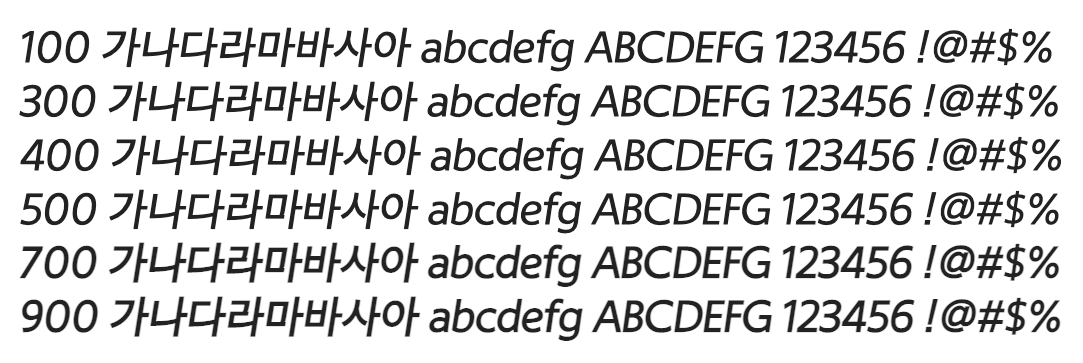 100 가나다라마바사아 abcdefg ABCDEFG 123456 !@#$%
300 가나다라마바사아 abcdefg ABCDEFG 123456 !@#$%
400 가나다라마바사아 abcdefg ABCDEFG 123456 !@#$%
500 가나다라마바사아 abcdefg ABCDEFG 123456 !@#$%
700 가나다라마바사아 abcdefg ABCDEFG 123456 !@#$%
900 가나다라마바사아 abcdefg ABCDEFG 123456 !@#$%